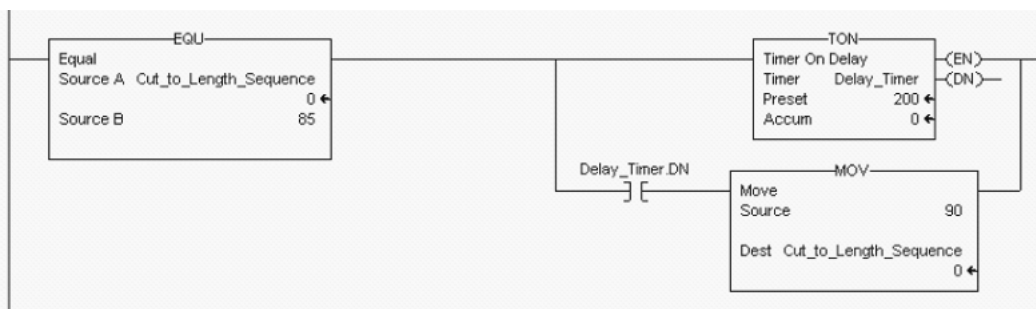 EQU
Equal
Source A Cut_to_Length_Sequence
0
Source B 85
TON
Timer On Delay
Timer Delay_Timer
Preset 200
Accum 0
(EN)
(DN)
Delay_Timer.DN
MOV
Move
Source 90
Dest Cut_to_Length_Sequence
0